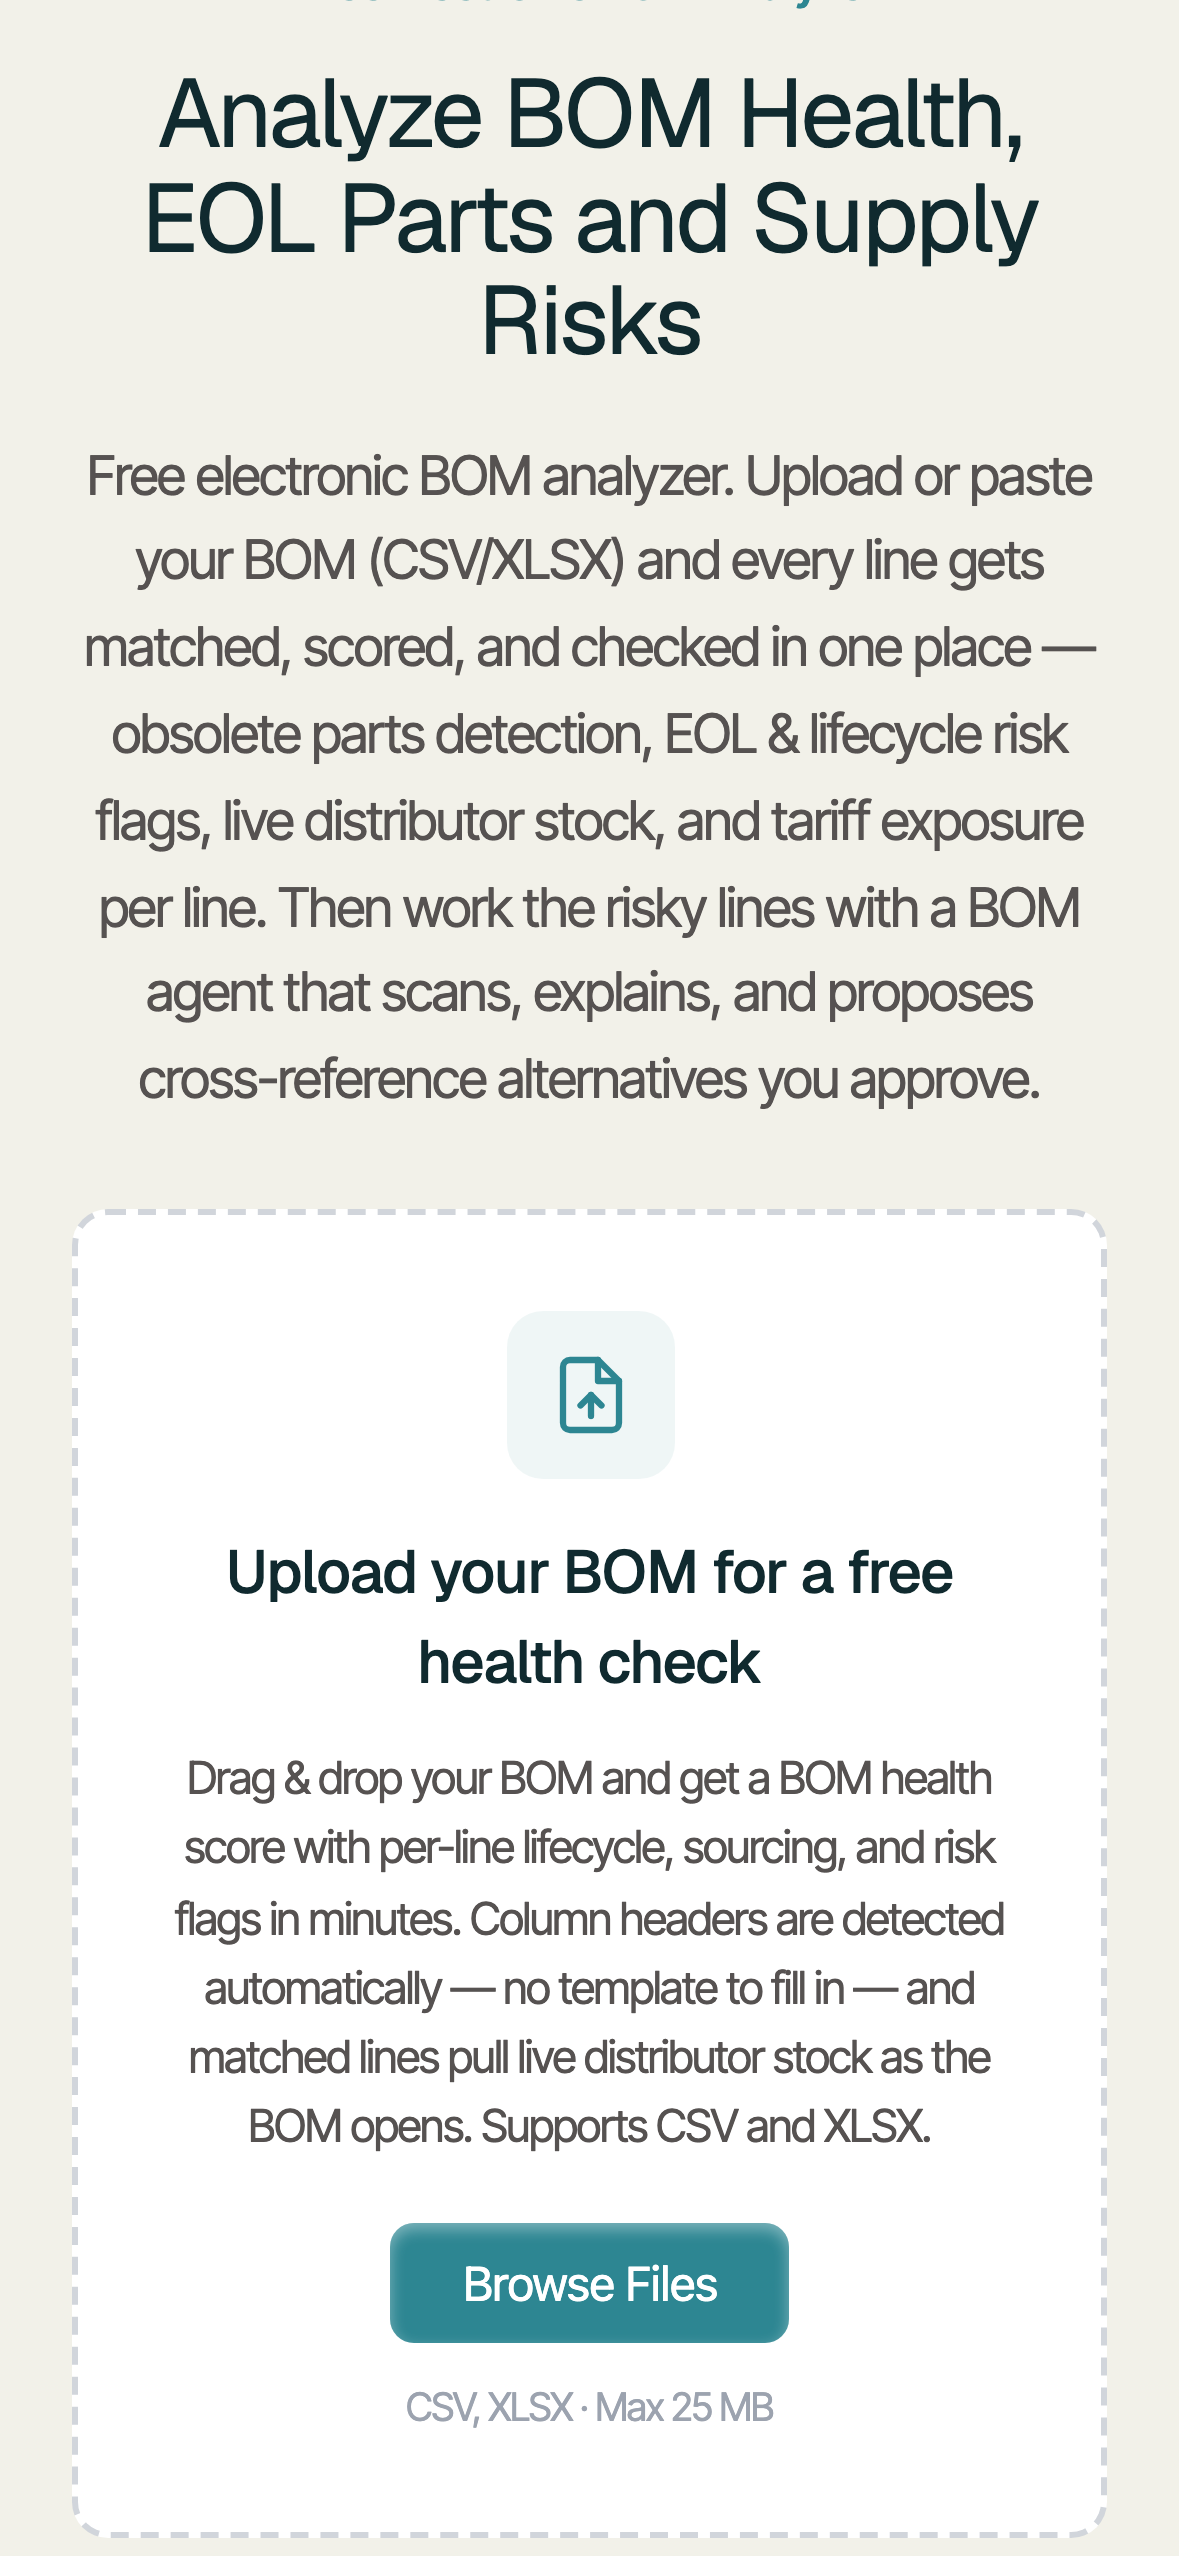 Analyze BOM Health,
EOL Parts and Supply
Risks
Free electronic BOM analyzer. Upload or paste
your BOM (CSV/XLSX) and every line gets
matched, scored, and checked in one place —
obsolete parts detection, EOL & lifecycle risk
flags, live distributor stock, and tariff exposure
per line. Then work the risky lines with a BOM
agent that scans, explains, and proposes
cross-reference alternatives you approve.
Upload your BOM for a free
health check
Drag & drop your BOM and get a BOM health
score with per-line lifecycle, sourcing, and risk
flags in minutes. Column headers are detected
automatically — no template to fill in — and
matched lines pull live distributor stock as the
BOM opens. Supports CSV and XLSX.
Browse Files
CSV, XLSX · Max 25 MB